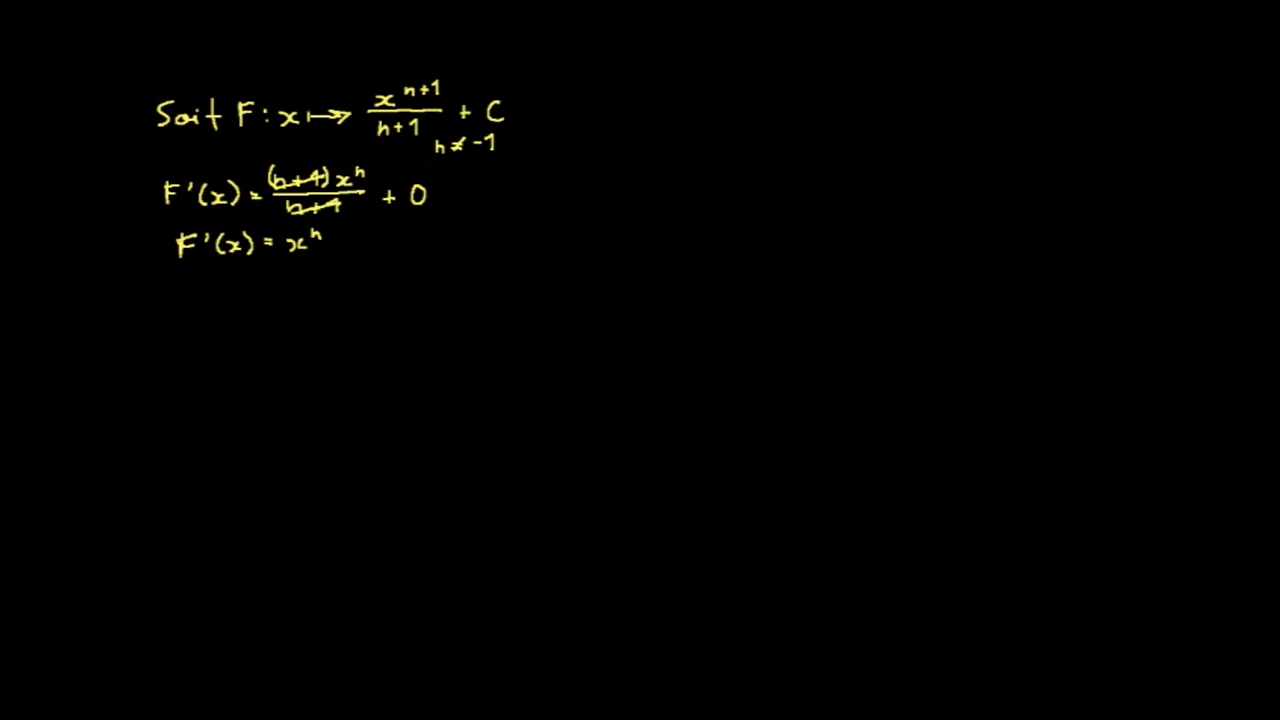 Soit F : x ↦ x^(n+1)/(n+1) + C
n ≠ -1
F'(x) = (n+1)x^n/(n+1) + 0
F'(x) = x^n